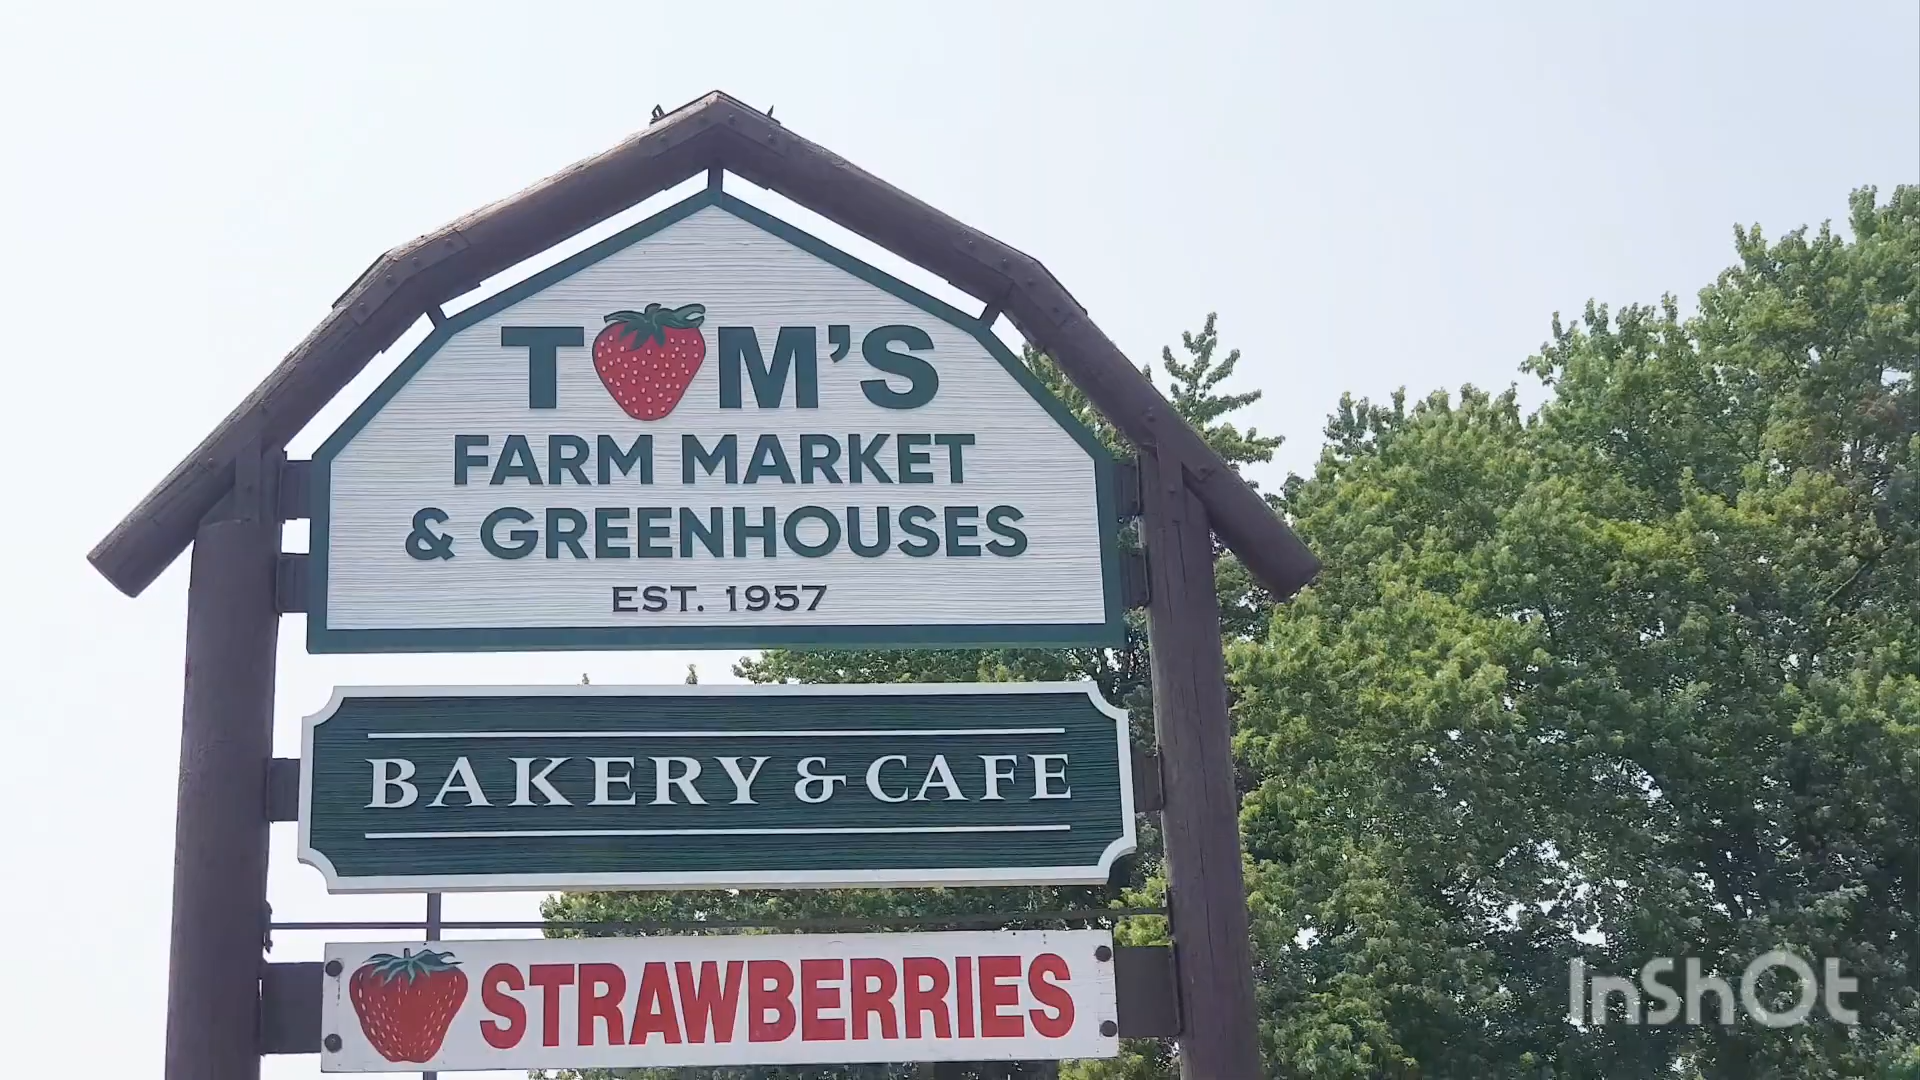 TOM'S
FARM MARKET
& GREENHOUSES
EST. 1957
BAKERY & CAFE
STRAWBERRIES
InShOt